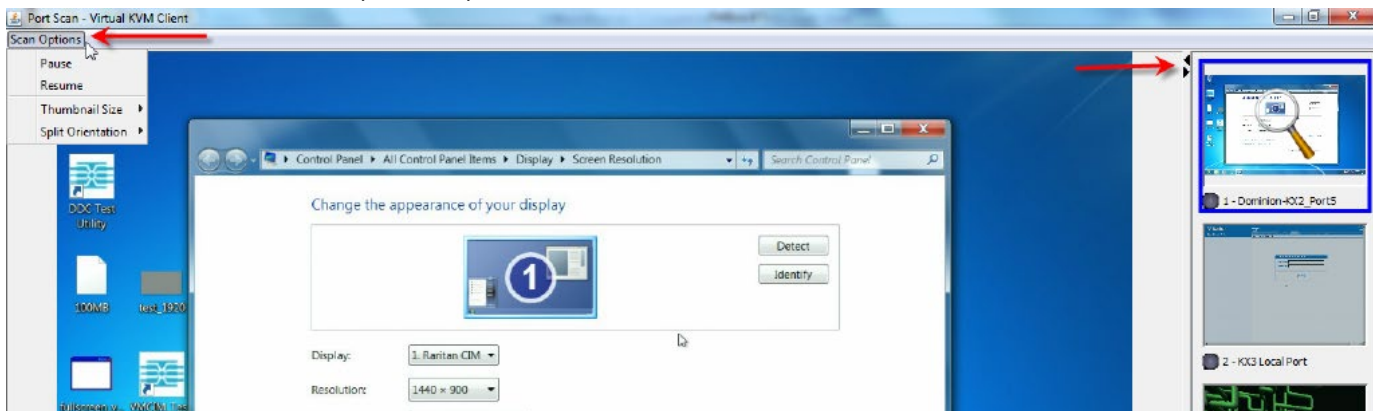 Port Scan - Virtual KVM Client
Scan Options
Pause
Resume
Thumbnail Size
Split Orientation
Control Panel All Control Panel Items Display Screen Resolution
Search Control Panel
DDC Test
Utility
Change the appearance of your display
1
Detect
Identify
1 - Dominion-KX2_Port5
100MB
test_1920
Display:
1. Raritan CIM
2 - KX3 Local Port
Resolution:
1440 × 900